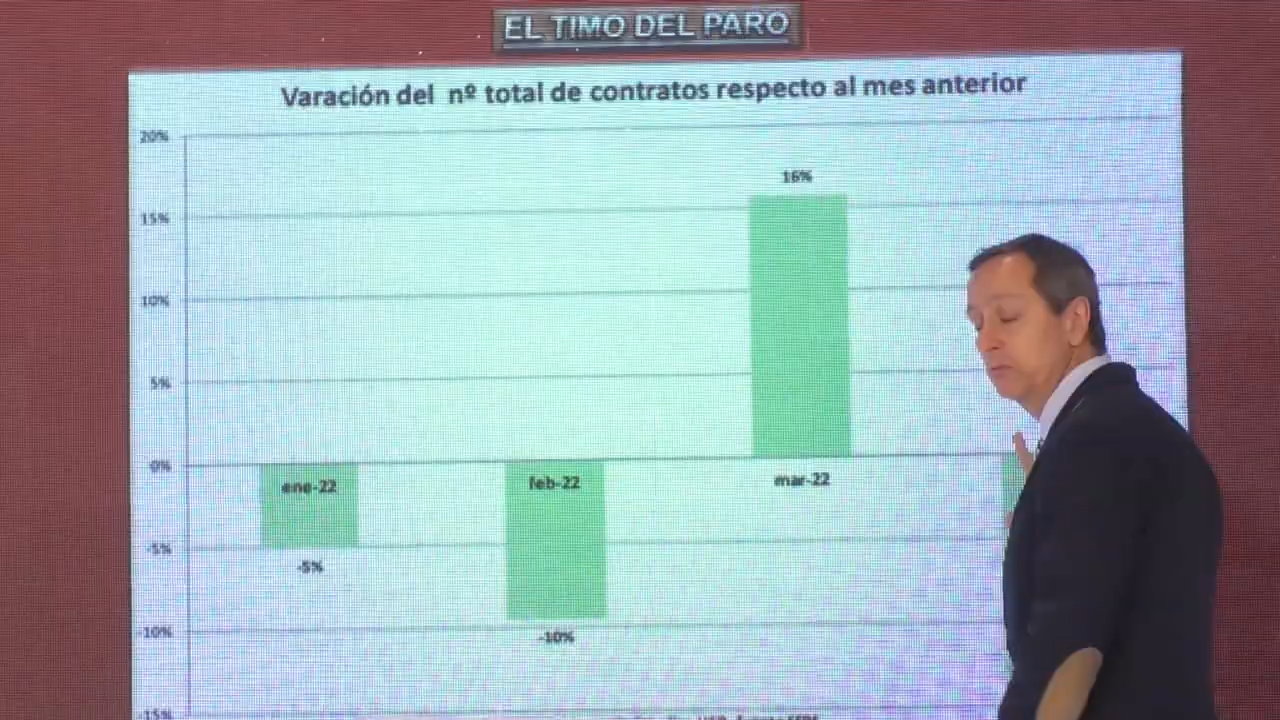 EL TIMO DEL PARO
Varación del nº total de contratos respecto al mes anterior
20%
16%
15%
10%
5%
0%
ene-22
feb-22
mar-22
-5%
-5%
-10%
-10%
-15%